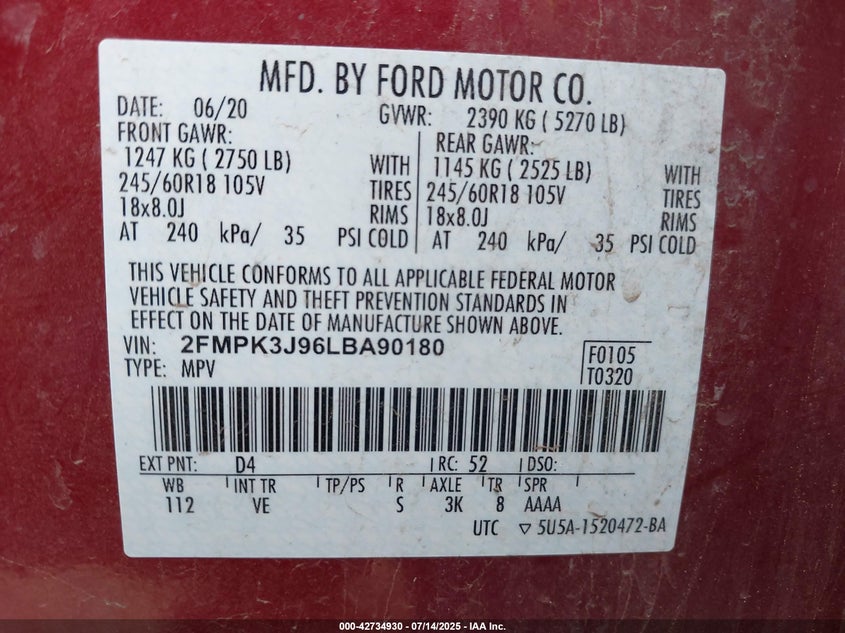 MFD. BY FORD MOTOR CO.
DATE: 06/20 GVWR: 2390 KG ( 5270 LB)
FRONT GAWR: REAR GAWR:
1247 KG ( 2750 LB) WITH 1145 KG ( 2525 LB) WITH
245/60R18 105V TIRES 245/60R18 105V TIRES
18x8.0J RIMS 18x8.0J RIMS
AT 240 kPa/ 35 PSI COLD AT 240 kPa/ 35 PSI COLD
THIS VEHICLE CONFORMS TO ALL APPLICABLE FEDERAL MOTOR
VEHICLE SAFETY AND THEFT PREVENTION STANDARDS IN
EFFECT ON THE DATE OF MANUFACTURE SHOWN ABOVE.
VIN: 2FMPK3J96LBA90180 F0105
TYPE: MPV T0320
EXT PNT: D4 RC: 52 DSO:
WB INT TR TP/PS R AXLE TR SPR
112 VE S 3K 8 AAAA
UTC ▽ 5U5A-1520472-BA
000-42734930 - 07/14/2025 - IAA Inc.